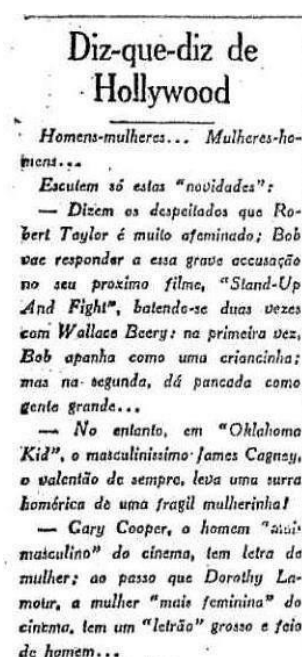 Diz-que-diz de
Hollywood
Homens-mulheres... Mulheres-ho-
mens...
Escutem só estas "novidades":
— Dizem os despeitados que Ro-
bert Taylor é muito afeminado; Bob
vae responder a essa grave accusação
no seu proximo filme, "Stand-Up
And Fight", batendo-se duas vezes
com Wallace Beery: na primeira vez,
Bob apanha como uma criancinha;
mas na segunda, dá pancada como
gente grande...
— No entanto, em "Oklahoma
Kid", o masculinissimo James Cagney,
o valentão de sempre, leva uma surra
homérica de uma fragil mulherinha!
— Gary Cooper, o homem "mais
masculino" do cinema, tem letra de
mulher; ao passo que Dorothy La-
mour, a mulher "mais feminina" do
cinema, tem um "letrão" grosso e feio
de homem...